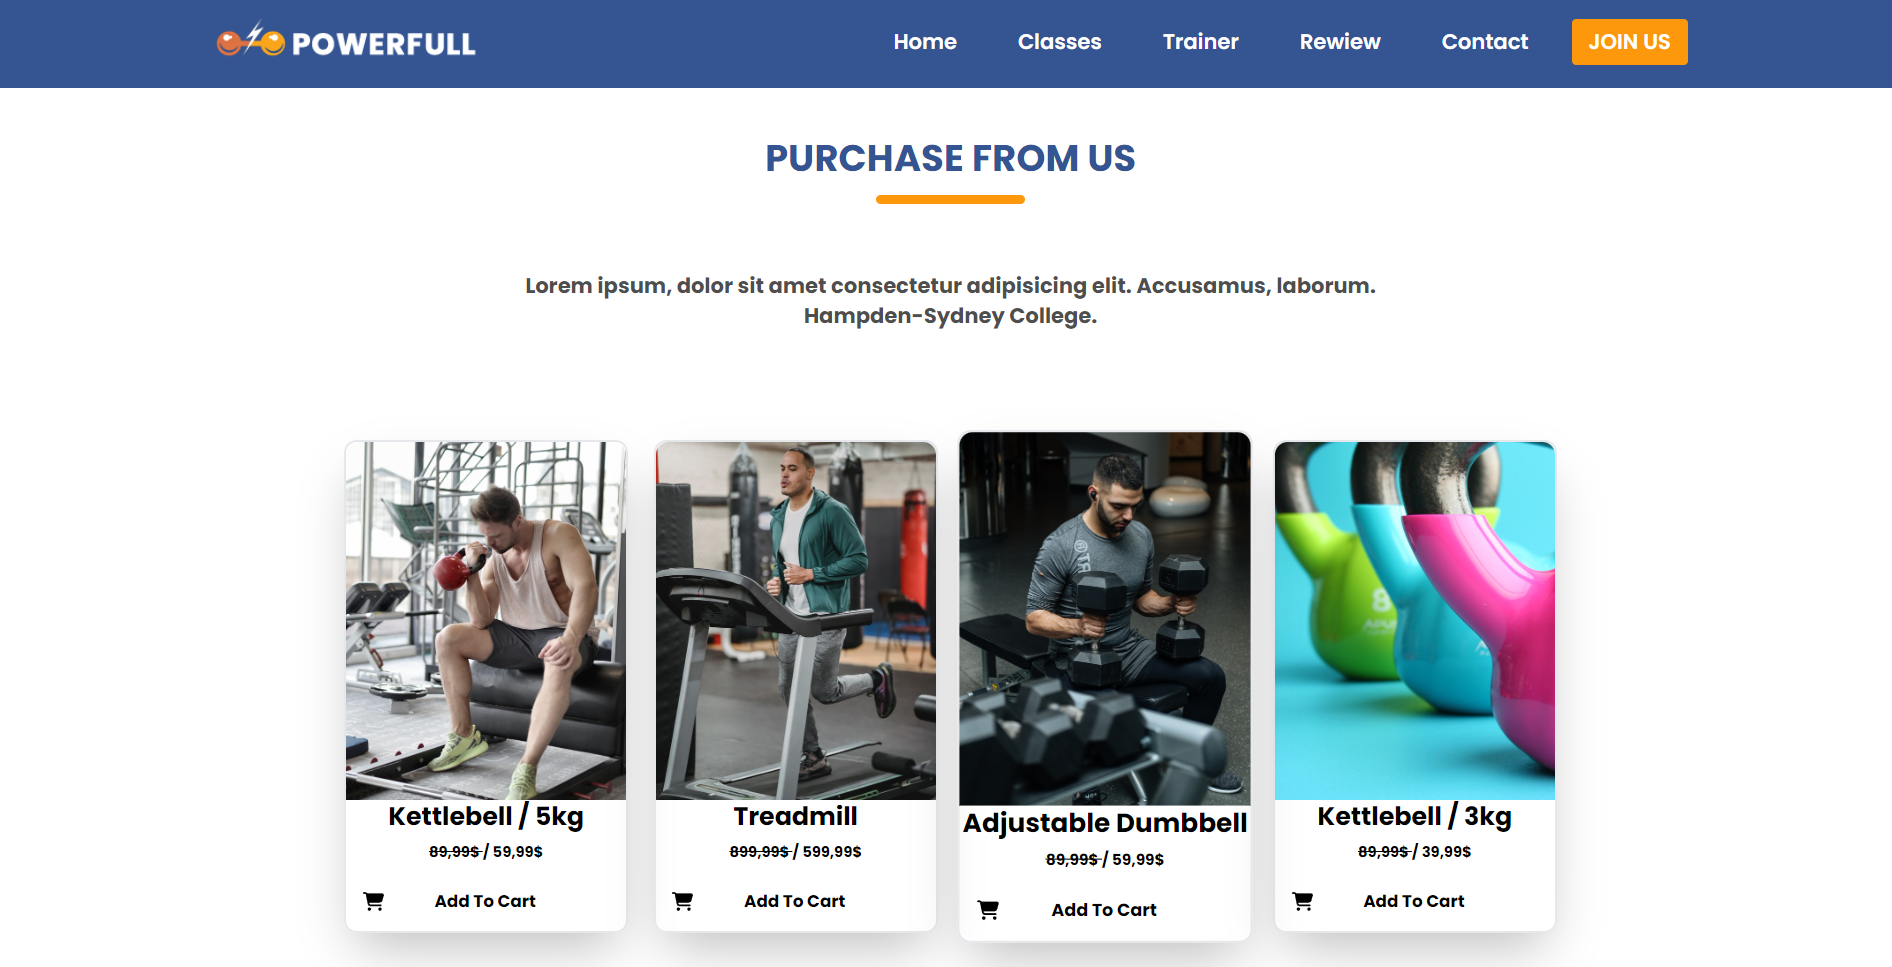 POWERFULL
Home Classes Trainer Rewiew Contact JOIN US
PURCHASE FROM US
Lorem ipsum, dolor sit amet consectetur adipisicing elit. Accusamus, laborum.
Hampden-Sydney College.
Kettlebell / 5kg
89,99$ / 59,99$
Add To Cart
Treadmill
899,99$ / 599,99$
Add To Cart
Adjustable Dumbbell
89,99$ / 59,99$
Add To Cart
8
Kettlebell / 3kg
89,99$ / 39,99$
Add To Cart